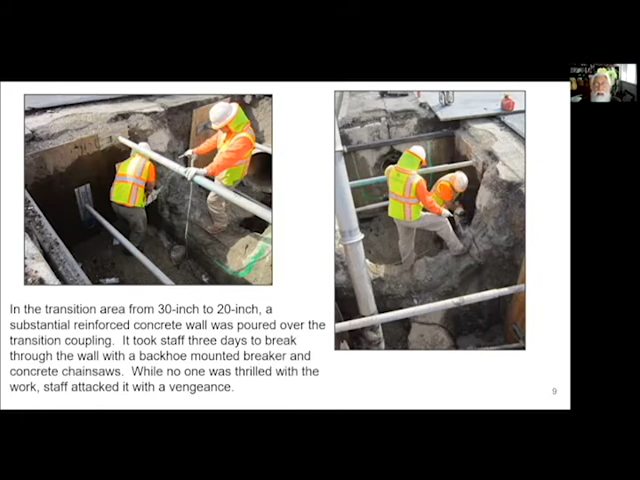 In the transition area from 30-inch to 20-inch, a
substantial reinforced concrete wall was poured over the
transition coupling.  It took staff three days to break
through the wall with a backhoe mounted breaker and
concrete chainsaws.  While no one was thrilled with the
work, staff attacked it with a vengeance.
9